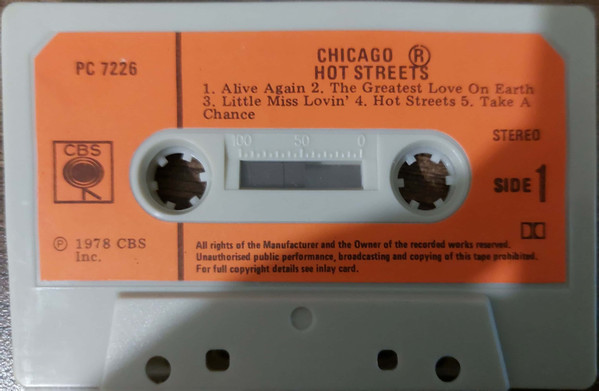 PC 7226
CHICAGO ®
HOT STREETS
1. Alive Again 2. The Greatest Love On Earth
3. Little Miss Lovin' 4. Hot Streets 5. Take A
Chance
100 50 0
STEREO
CBS
SIDE 1
℗ 1978 CBS
Inc.
All rights of the Manufacturer and the Owner of the recorded works reserved.
Unauthorised public performance, broadcasting and copying of this tape prohibited.
For full copyright details see inlay card.